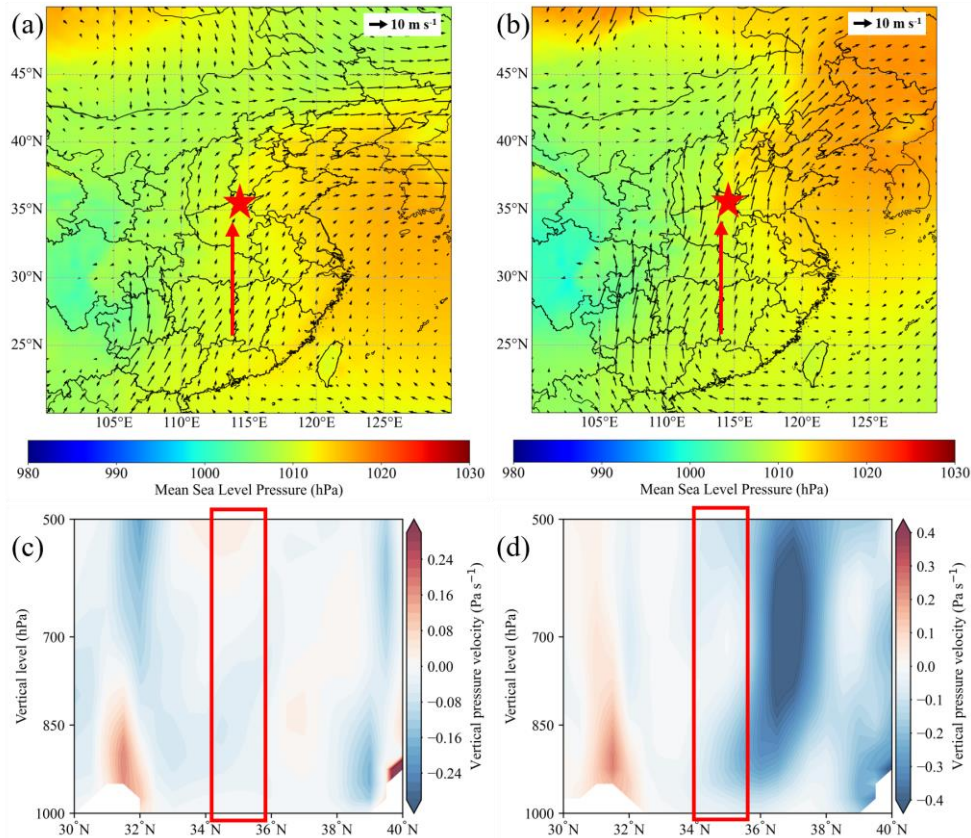 (a)
10 m s⁻¹
45°N
40°N
35°N
30°N
25°N
105°E
110°E
115°E
120°E
125°E
980
990
1000
1010
1020
1030
Mean Sea Level Pressure (hPa)
(b)
10 m s⁻¹
45°N
40°N
35°N
30°N
25°N
105°E
110°E
115°E
120°E
125°E
980
990
1000
1010
1020
1030
Mean Sea Level Pressure (hPa)
(c)
500
700
850
1000
Vertical level (hPa)
30°N
32°N
34°N
36°N
38°N
40°N
0.24
0.16
0.08
0.00
−0.08
−0.16
−0.24
Vertical pressure velocity (Pa s⁻¹)
(d)
500
700
850
1000
Vertical level (hPa)
30°N
32°N
34°N
36°N
38°N
40°N
0.4
0.3
0.2
0.1
0.0
−0.1
−0.2
−0.3
−0.4
Vertical pressure velocity (Pa s⁻¹)